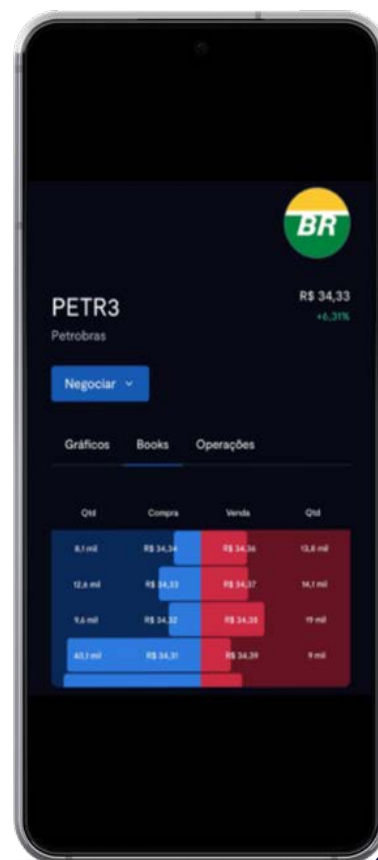 BR
R$ 34,33
PETR3
+6,31%
Petrobras
Negociar
Gráficos Books Operações
Qtd Compra Venda Qtd
8,1 mil R$ 34,34 R$ 34,36 13,8 mil
12,6 mil R$ 34,33 R$ 34,37 14,1 mil
9,6 mil R$ 34,32 R$ 34,38 19 mil
40,1 mil R$ 34,31 R$ 34,39 9 mil